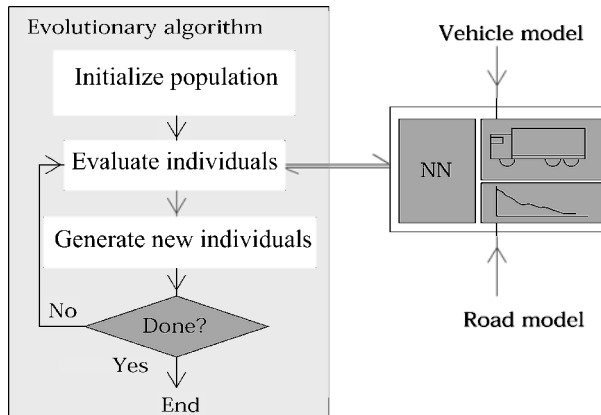 Evolutionary algorithm
Initialize population
Evaluate individuals
Generate new individuals
Done?
No
Yes
End
Vehicle model
NN
Road model